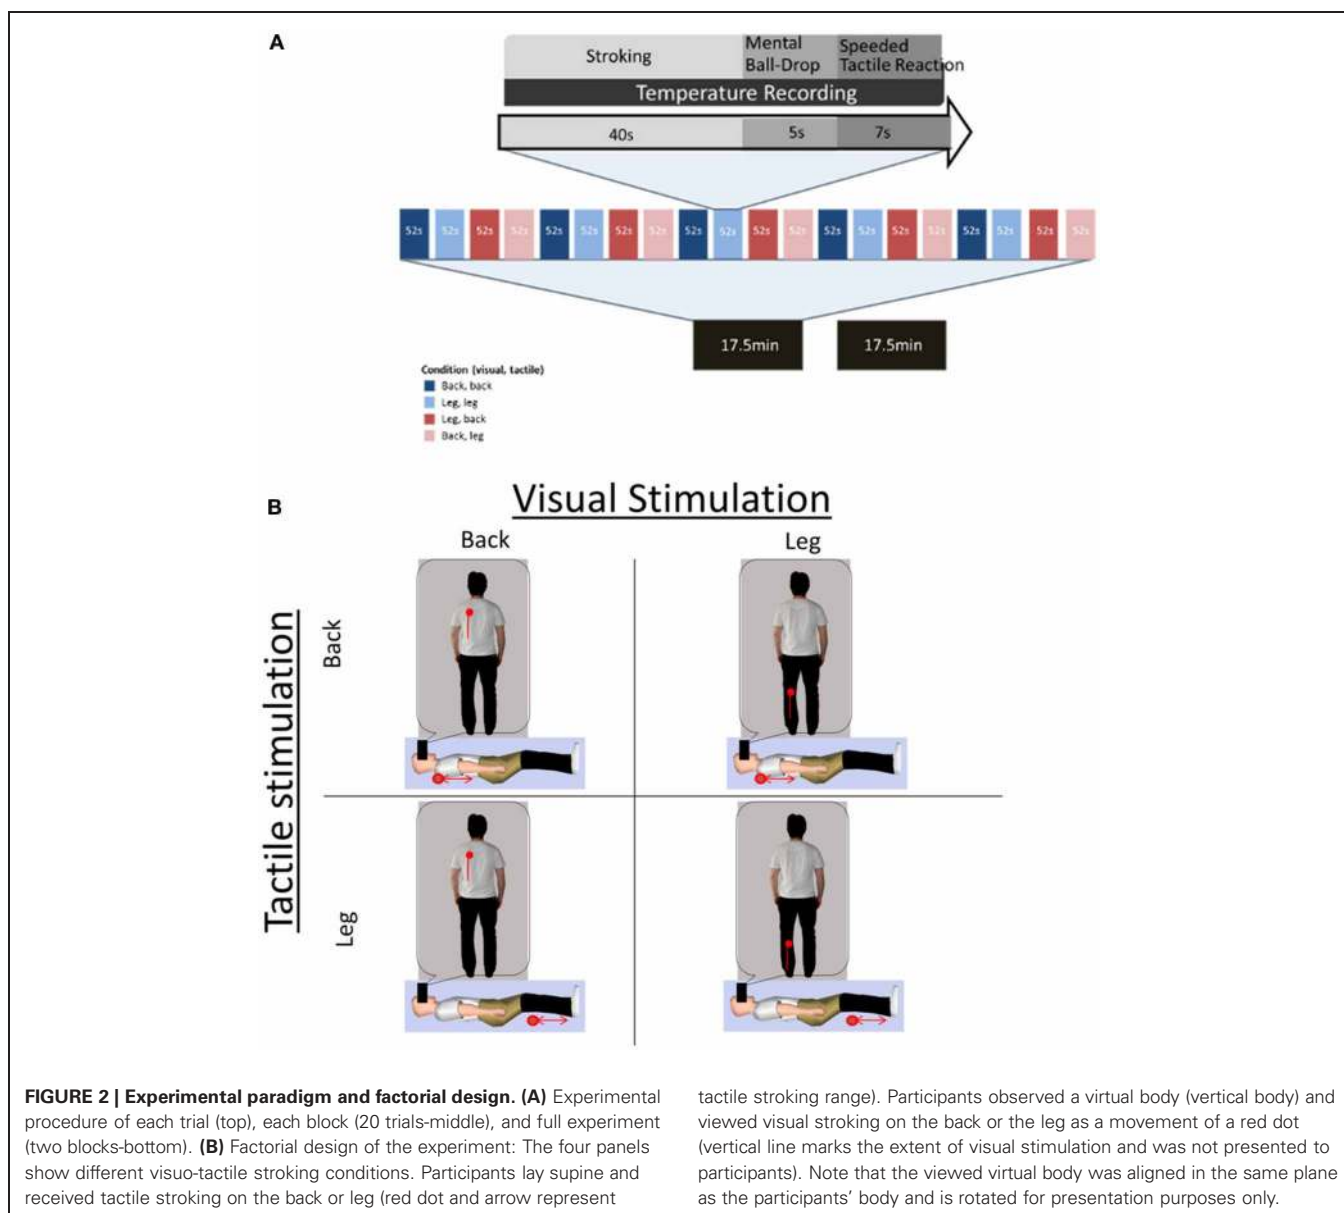 A
Stroking
Mental
Ball-Drop
Speeded
Tactile Reaction
Temperature Recording
40s
5s
7s
52s 52s 52s 52s 52s 52s 52s 52s 52s 52s 52s 52s 52s 52s 52s 52s 52s 52s 52s 52s
17.5min
17.5min
Condition (visual, tactile)
Back, back
Leg, leg
Leg, back
Back, leg
B
Visual Stimulation
Back
Leg
Tactile stimulation
Back
Leg
FIGURE 2 | Experimental paradigm and factorial design. (A) Experimental
procedure of each trial (top), each block (20 trials-middle), and full experiment
(two blocks-bottom). (B) Factorial design of the experiment: The four panels
show different visuo-tactile stroking conditions. Participants lay supine and
received tactile stroking on the back or leg (red dot and arrow represent
tactile stroking range). Participants observed a virtual body (vertical body) and
viewed visual stroking on the back or the leg as a movement of a red dot
(vertical line marks the extent of visual stimulation and was not presented to
participants). Note that the viewed virtual body was aligned in the same plane
as the participants' body and is rotated for presentation purposes only.